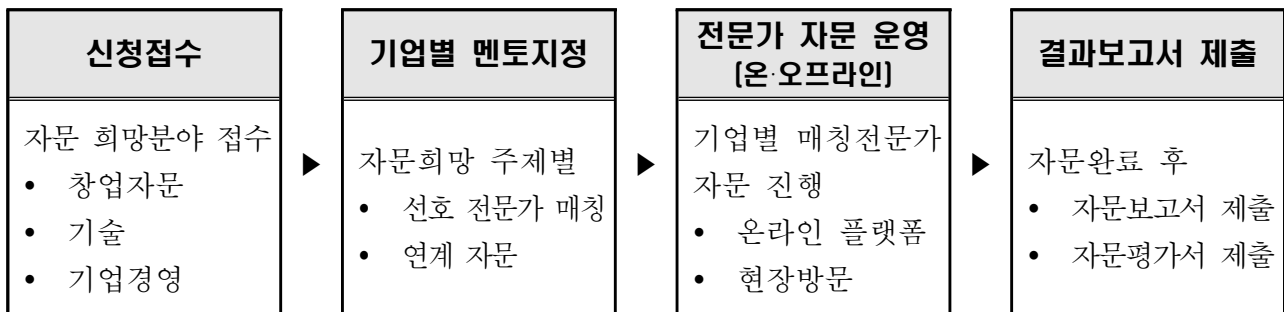 신청접수
자문 희망분야 접수
• 창업자문
• 기술
• 기업경영
▶
기업별 멘토지정
자문희망 주제별
• 선호 전문가 매칭
• 연계 자문
▶
전문가 자문 운영
[온·오프라인]
기업별 매칭전문가
자문 진행
• 온라인 플랫폼
• 현장방문
▶
결과보고서 제출
자문완료 후
• 자문보고서 제출
• 자문평가서 제출